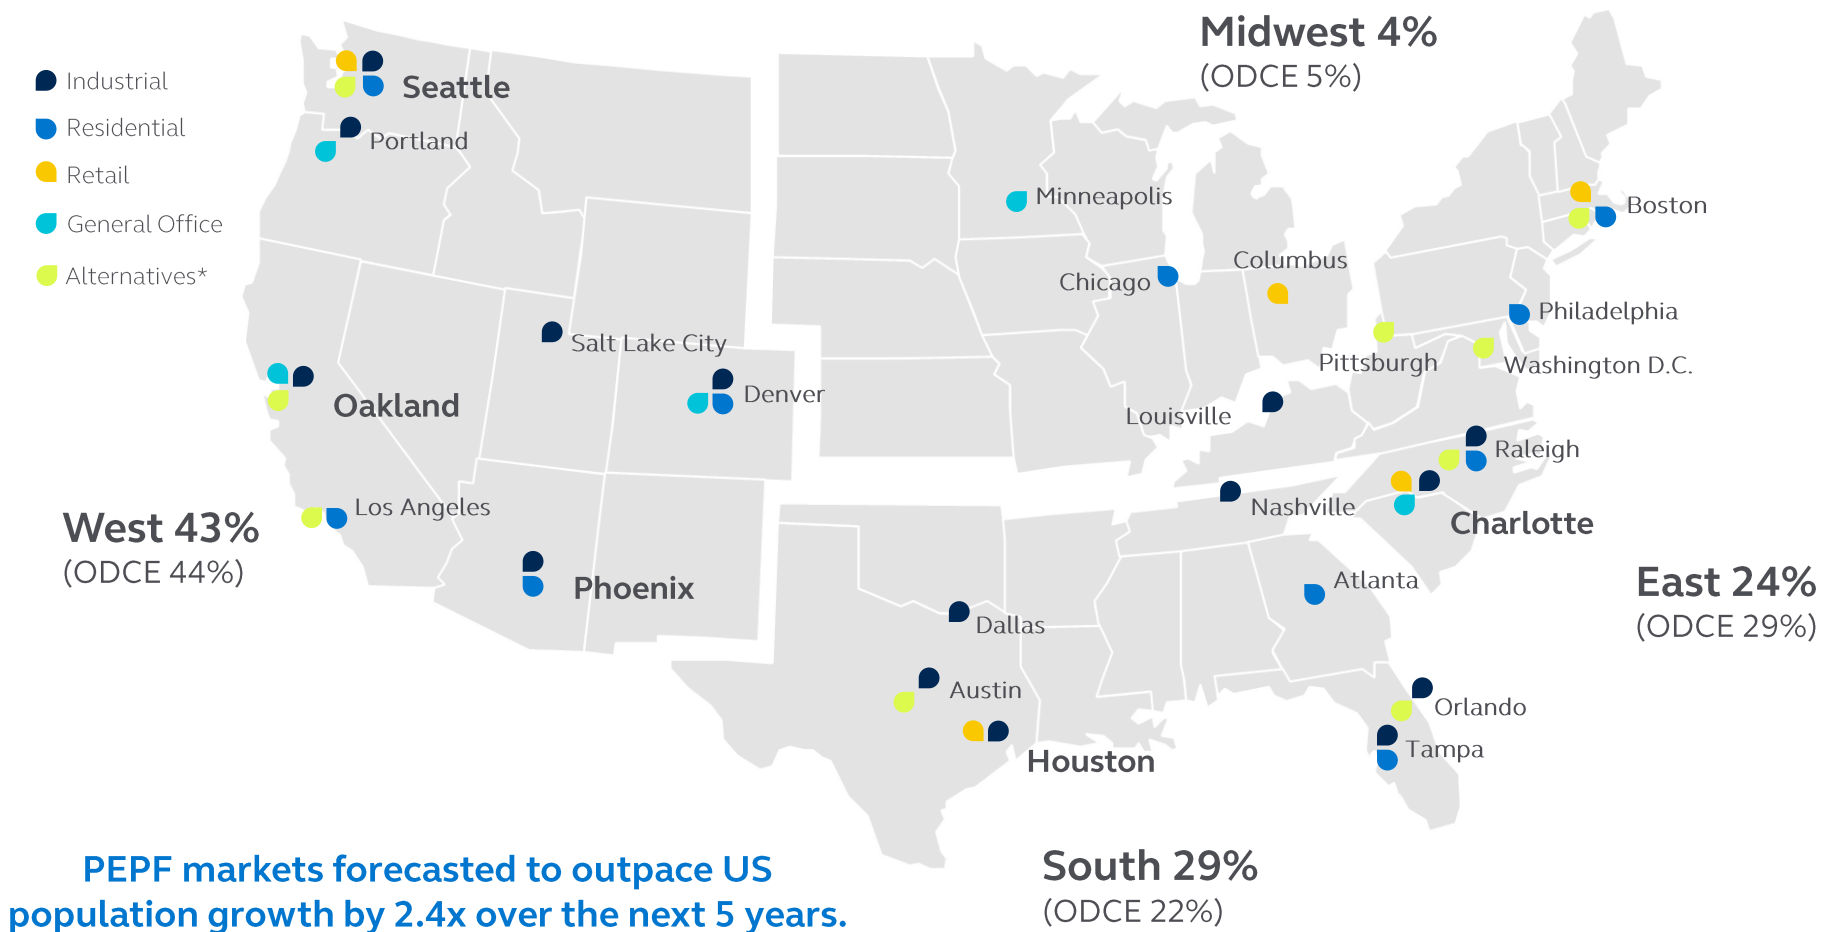 Midwest 4%
(ODCE 5%)
Industrial
Residential
Retail
General Office
Alternatives*
Seattle
Portland
Minneapolis
Boston
Columbus
Chicago
Philadelphia
Salt Lake City
Pittsburgh
Washington D.C.
Denver
Oakland
Louisville
Raleigh
Los Angeles
Nashville
Charlotte
West 43%
(ODCE 44%)
Phoenix
Atlanta
East 24%
(ODCE 29%)
Dallas
Austin
Orlando
Tampa
Houston
South 29%
(ODCE 22%)
PEPF markets forecasted to outpace US
population growth by 2.4x over the next 5 years.